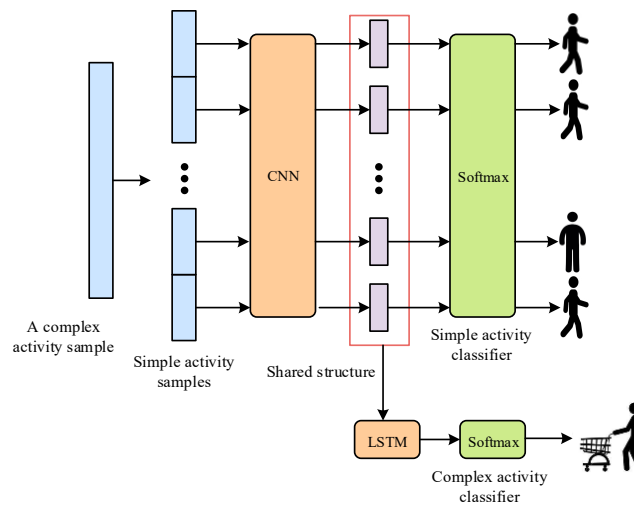 CNN
Softmax
A complex
activity sample
Simple activity
samples
Shared structure
Simple activity
classifier
LSTM
Softmax
Complex activity
classifier